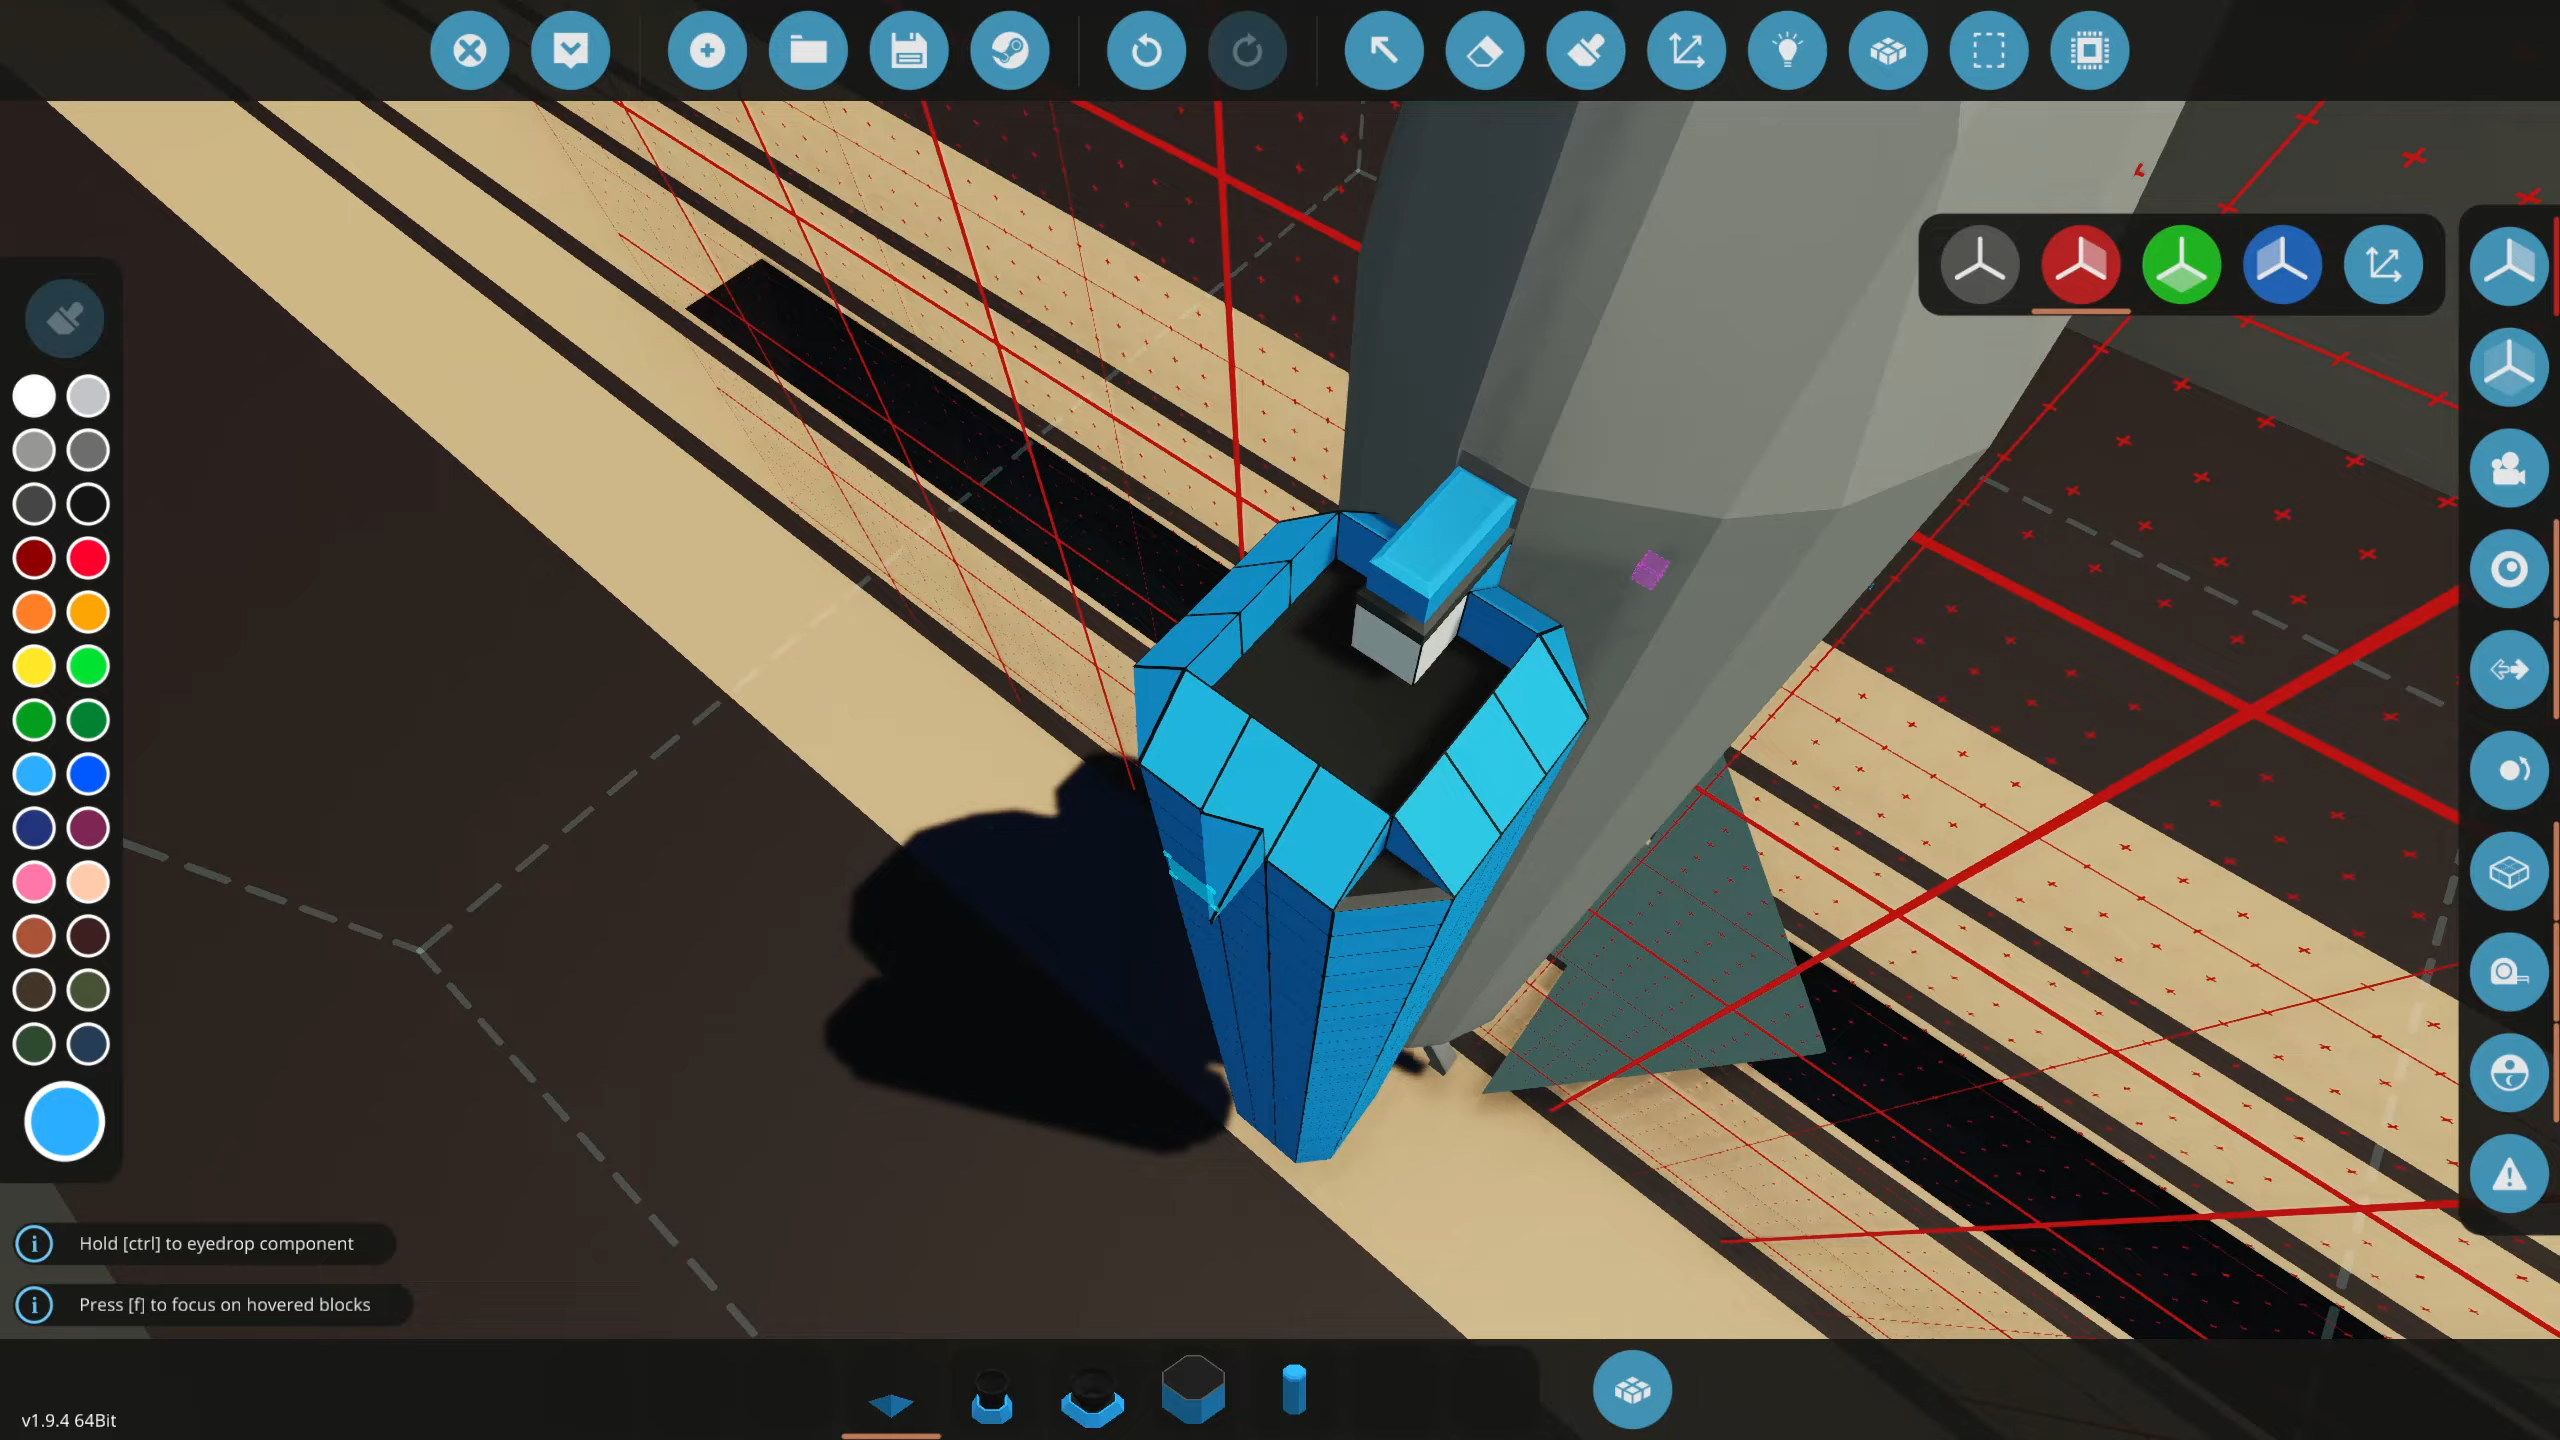 Hold [ctrl] to eyedrop component
Press [f] to focus on hovered blocks
v1.9.4 64Bit